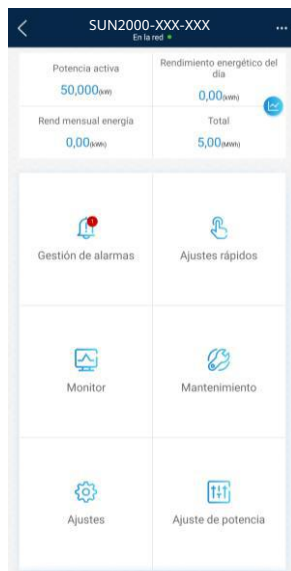 SUN2000-XXX-XXX
En la red
Potencia activa
50,000(kW)
Rendimiento energético del
día
0,00(kWh)
Rend mensual energía
0,00(kWh)
Total
5,00(MWh)
1
Gestión de alarmas
Ajustes rápidos
Monitor
Mantenimiento
Ajustes
Ajuste de potencia